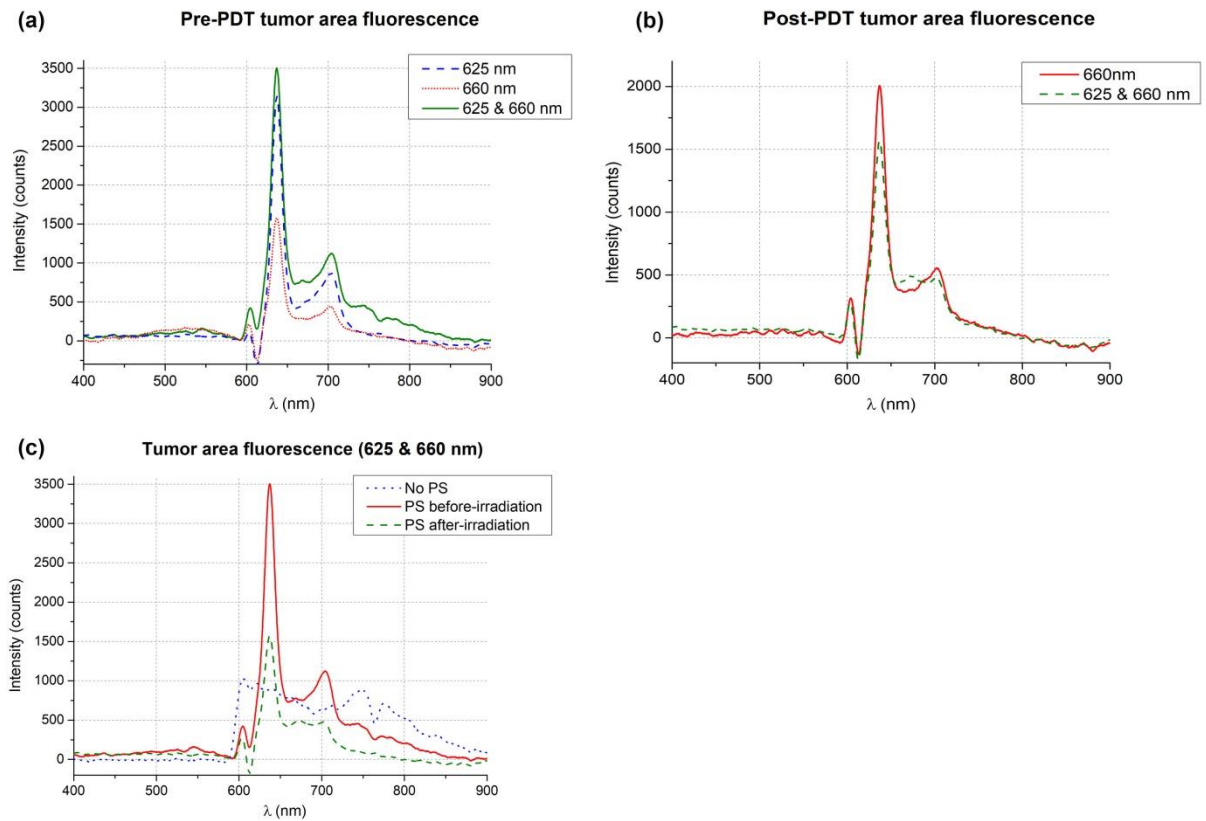 (a)
Pre-PDT tumor area fluorescence
3500
3000
2500
2000
1500
1000
500
0
Intensity (counts)
625 nm
660 nm
625 & 660 nm
400 500 600 700 800 900
λ (nm)
(b)
Post-PDT tumor area fluorescence
2000
1500
1000
500
0
Intensity (counts)
660nm
625 & 660 nm
400 500 600 700 800 900
λ (nm)
(c)
Tumor area fluorescence (625 & 660 nm)
3500
3000
2500
2000
1500
1000
500
0
Intensity (counts)
No PS
PS before-irradiation
PS after-irradiation
400 500 600 700 800 900
λ (nm)